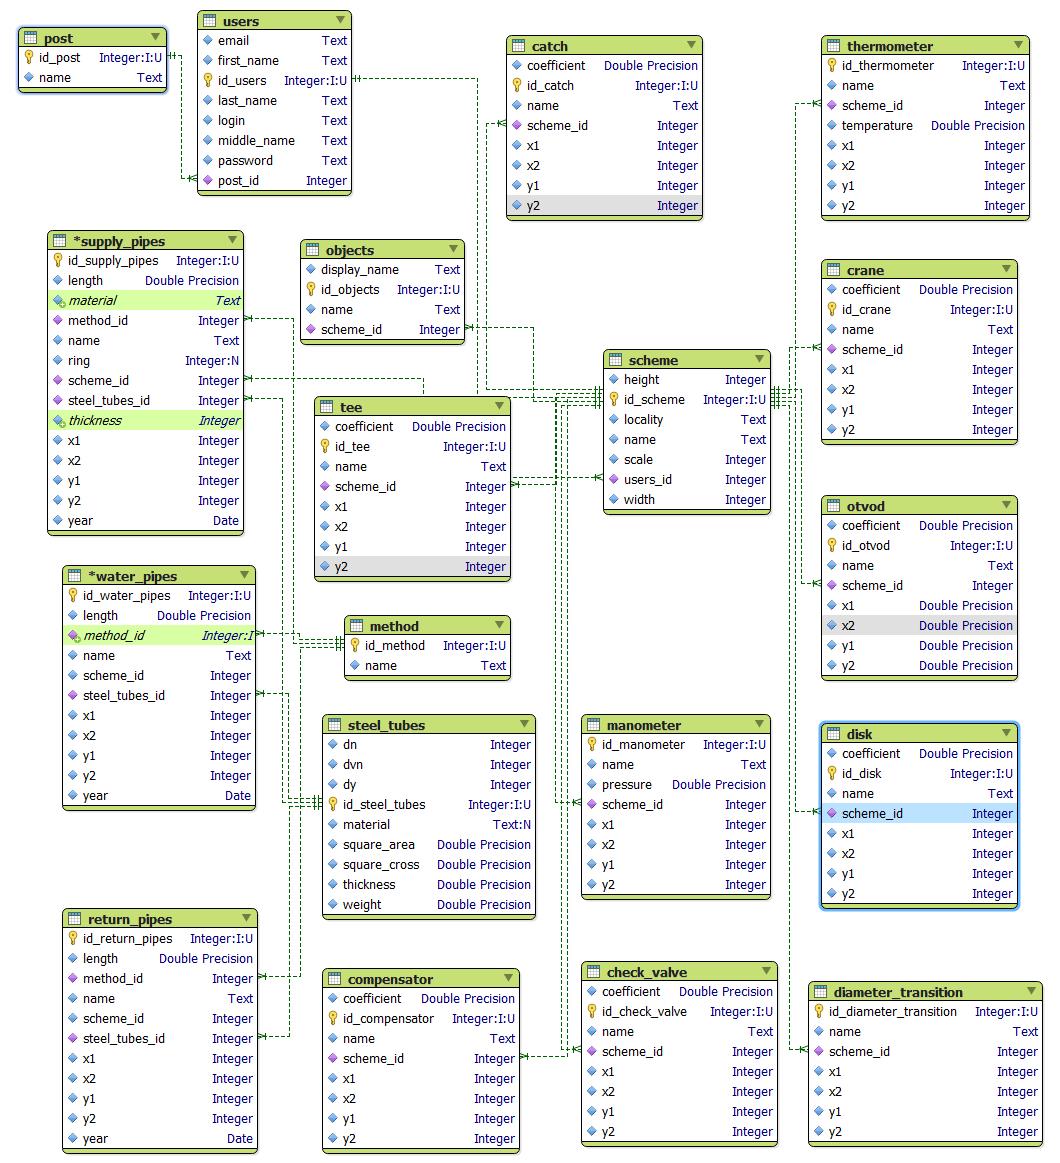 post
id_post Integer:I:U
name Text
users
email Text
first_name Text
id_users Integer:I:U
last_name Text
login Text
middle_name Text
password Text
post_id Integer
catch
coefficient Double Precision
id_catch Integer:I:U
name Text
scheme_id Integer
x1 Integer
x2 Integer
y1 Integer
y2 Integer
thermometer
id_thermometer Integer:I:U
name Text
scheme_id Integer
temperature Double Precision
x1 Integer
x2 Integer
y1 Integer
y2 Integer
*supply_pipes
id_supply_pipes Integer:I:U
length Double Precision
material Text
method_id Integer
name Text
ring Integer:N
scheme_id Integer
steel_tubes_id Integer
thickness Integer
x1 Integer
x2 Integer
y1 Integer
y2 Integer
year Date
objects
display_name Text
id_objects Integer:I:U
name Text
scheme_id Integer
crane
coefficient Double Precision
id_crane Integer:I:U
name Text
scheme_id Integer
x1 Integer
x2 Integer
y1 Integer
y2 Integer
scheme
height Integer
id_scheme Integer:I:U
locality Text
name Text
scale Integer
users_id Integer
width Integer
tee
coefficient Double Precision
id_tee Integer:I:U
name Text
scheme_id Integer
x1 Integer
x2 Integer
y1 Integer
y2 Integer
otvod
coefficient Double Precision
id_otvod Integer:I:U
name Text
scheme_id Integer
x1 Double Precision
x2 Double Precision
y1 Double Precision
y2 Double Precision
*water_pipes
id_water_pipes Integer:I:U
length Double Precision
method_id Integer:I
name Text
scheme_id Integer
steel_tubes_id Integer
x1 Integer
x2 Integer
y1 Integer
y2 Integer
year Date
method
id_method Integer:I:U
name Text
steel_tubes
dn Integer
dvn Integer
dy Integer
id_steel_tubes Integer:I:U
material Text:N
square_area Double Precision
square_cross Double Precision
thickness Double Precision
weight Double Precision
manometer
id_manometer Integer:I:U
name Text
pressure Double Precision
scheme_id Integer
x1 Integer
x2 Integer
y1 Integer
y2 Integer
disk
coefficient Double Precision
id_disk Integer:I:U
name Text
scheme_id Integer
x1 Integer
x2 Integer
y1 Integer
y2 Integer
return_pipes
id_return_pipes Integer:I:U
length Double Precision
method_id Integer
name Text
scheme_id Integer
steel_tubes_id Integer
x1 Integer
x2 Integer
y1 Integer
y2 Integer
year Date
compensator
coefficient Double Precision
id_compensator Integer:I:U
name Text
scheme_id Integer
x1 Integer
x2 Integer
y1 Integer
y2 Integer
check_valve
coefficient Double Precision
id_check_valve Integer:I:U
name Text
scheme_id Integer
x1 Integer
x2 Integer
y1 Integer
y2 Integer
diameter_transition
id_diameter_transition Integer:I:U
name Text
scheme_id Integer
x1 Integer
x2 Integer
y1 Integer
y2 Integer